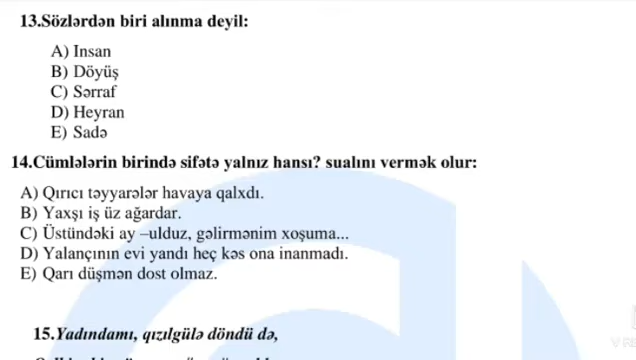 13.Sözlərdən biri alınma deyil:
A) Insan
B) Döyüş
C) Sərraf
D) Heyran
E) Sadə
14.Cümlələrin birində sifətə yalnız hansı? sualını vermək olur:
A) Qırıcı təyyarələr havaya qalxdı.
B) Yaxşı iş üz ağardar.
C) Üstündəki ay –ulduz, gəlirmənim xoşuma...
D) Yalançının evi yandı heç kəs ona inanmadı.
E) Qarı düşmən dost olmaz.
15.Yadındamı, qızılgülə döndü də,